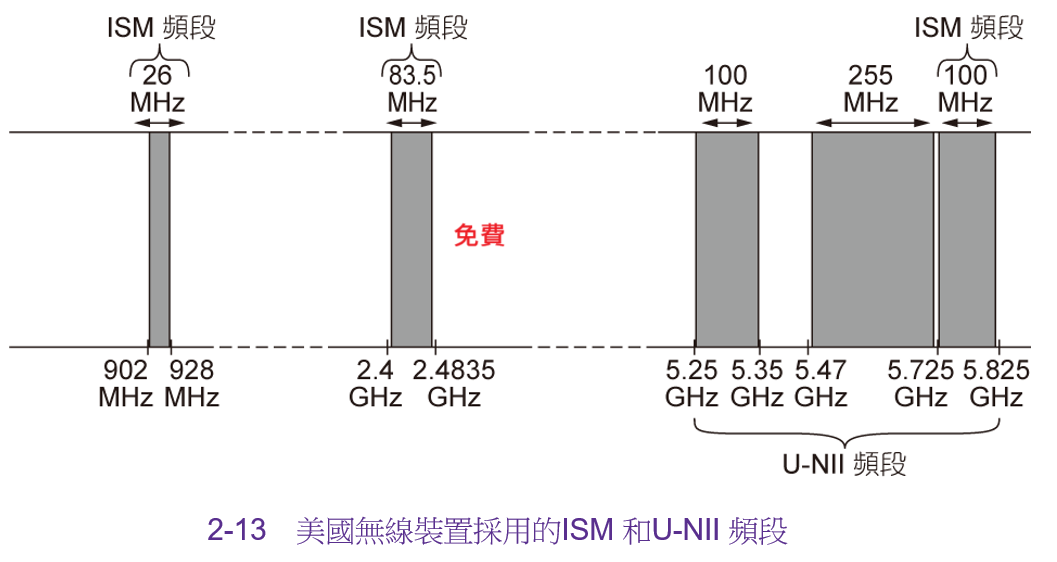 ISM 頻段 ISM 頻段 ISM 頻段
26 83.5 100 255 100
MHz MHz MHz MHz MHz
免費
902 928 2.4 2.4835 5.25 5.35 5.47 5.725 5.825
MHz MHz GHz GHz GHz GHz GHz GHz GHz
U-NII 頻段
2-13 美國無線裝置採用的ISM 和U-NII 頻段